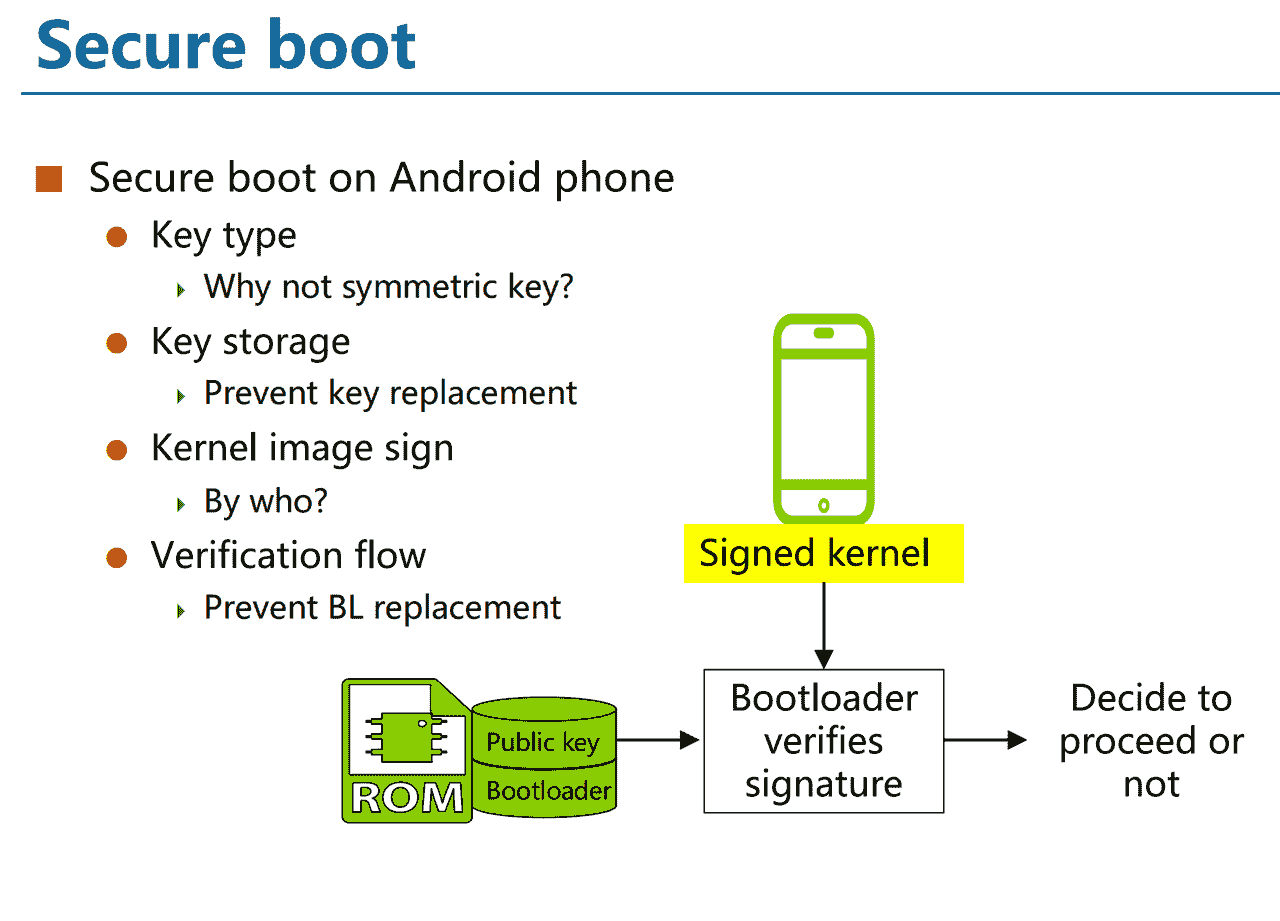 Secure boot
Secure boot on Android phone
Key type
Why not symmetric key?
Key storage
Prevent key replacement
Kernel image sign
By who?
Verification flow
Prevent BL replacement
Signed kernel
ROM
Public key
Bootloader
Bootloader
verifies
signature
Decide to
proceed or
not